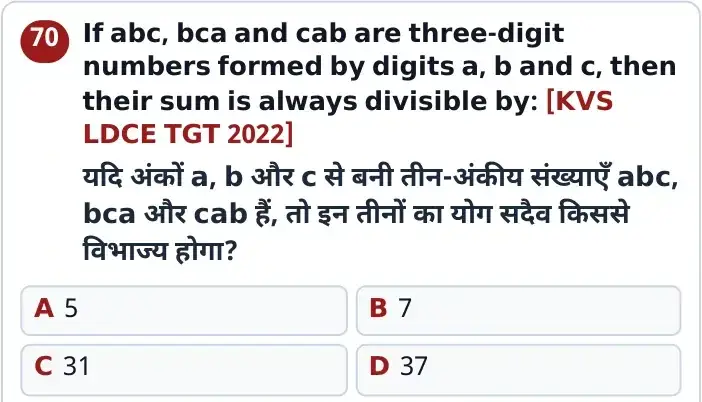 70 If abc, bca and cab are three-digit
numbers formed by digits a, b and c, then
their sum is always divisible by: [KVS
LDCE TGT 2022]
यदि अंकों a, b और c से बनी तीन-अंकीय संख्याएँ abc,
bca और cab हैं, तो इन तीनों का योग सदैव किससे
विभाज्य होगा?
A 5
B 7
C 31
D 37